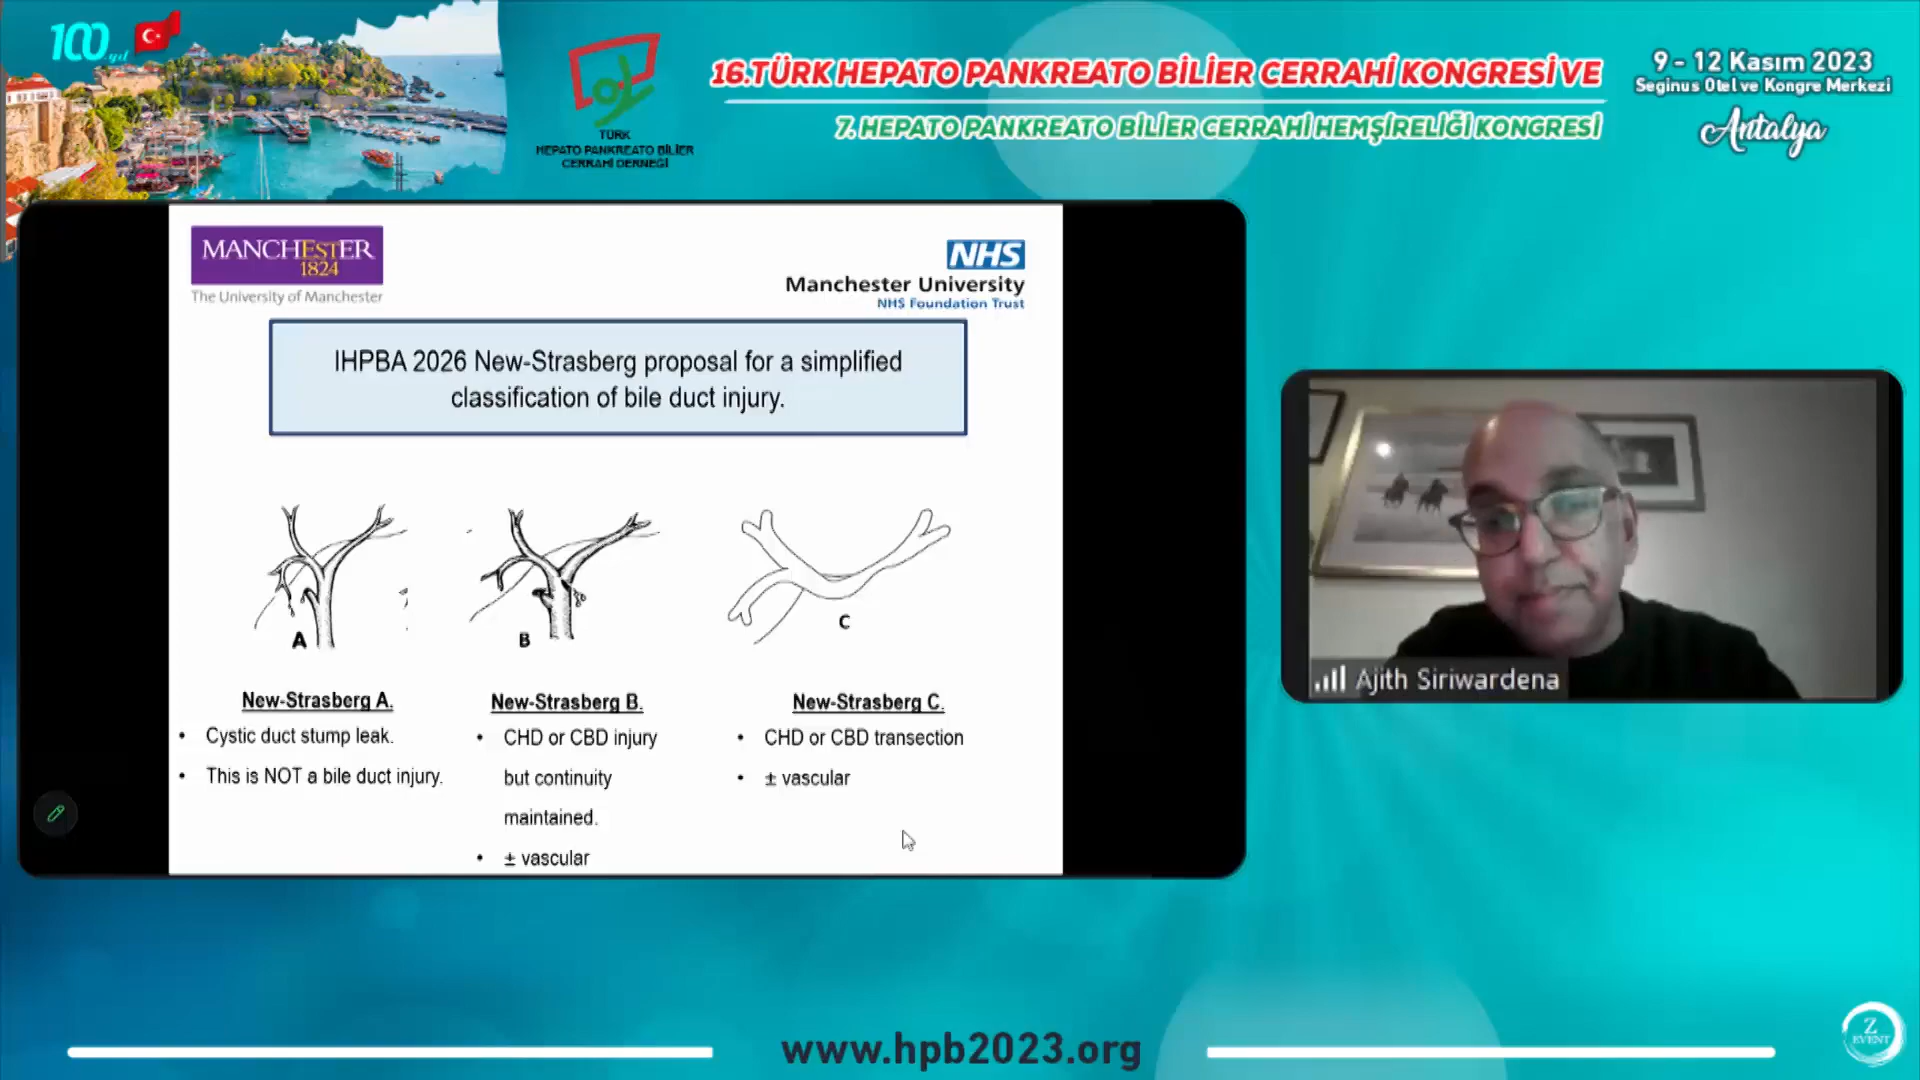 100.yıl
TÜRK
HEPATO PANKREATO BİLİER
CERRAHİ DERNEĞİ
16.TÜRK HEPATO PANKREATO BİLİER CERRAHİ KONGRESİ VE
7. HEPATO PANKREATO BİLİER CERRAHİ HEMŞİRELİĞİ KONGRESİ
9 - 12 Kasım 2023
Seginus Otel ve Kongre Merkezi
Antalya
MANCHESTER
1824
The University of Manchester
NHS
Manchester University
NHS Foundation Trust
IHPBA 2026 New-Strasberg proposal for a simplified
classification of bile duct injury.
A
B
C
New-Strasberg A.
• Cystic duct stump leak.
• This is NOT a bile duct injury.
New-Strasberg B.
• CHD or CBD injury
but continuity
maintained.
• ± vascular
New-Strasberg C.
• CHD or CBD transection
• ± vascular
Ajith Siriwardena
www.hpb2023.org
Z
EVENT